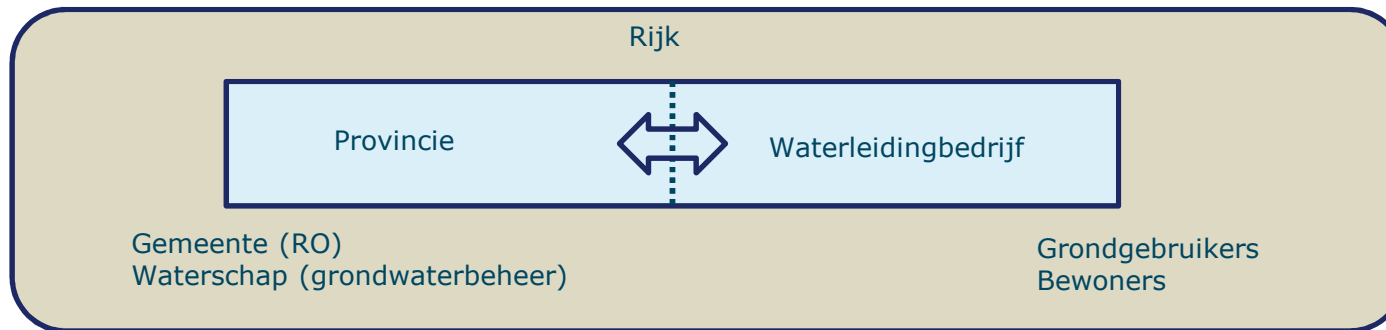 Rijk
Provincie
Waterleidingbedrijf
Gemeente (RO)
Waterschap (grondwaterbeheer)
Grondgebruikers
Bewoners